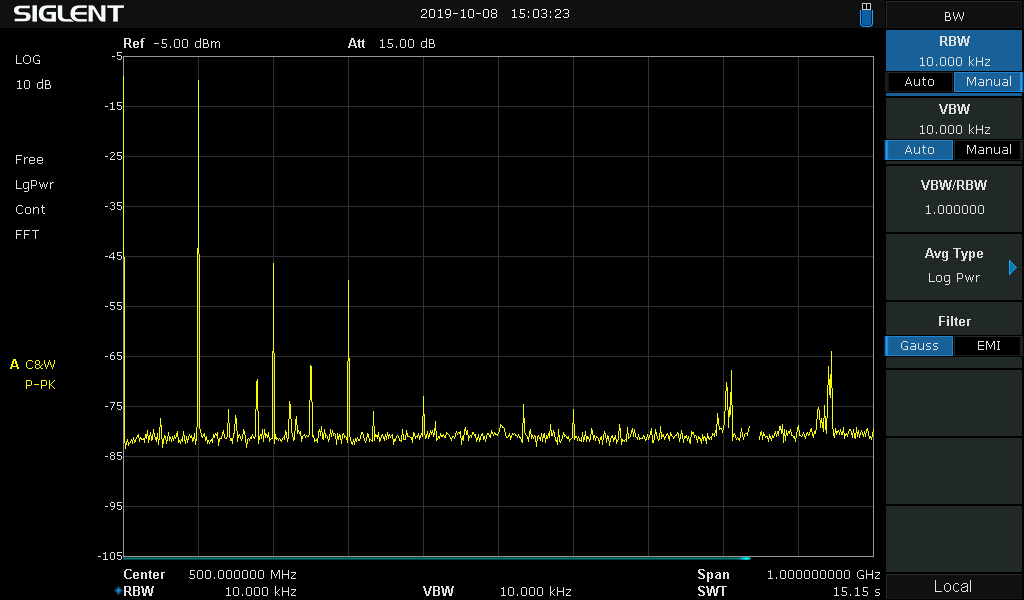 SIGLENT 2019-10-08 15:03:23 BW
Ref -5.00 dBm Att 15.00 dB
LOG
10 dB
Free
LgPwr
Cont
FFT
A C&W
P-PK
-5
-15
-25
-35
-45
-55
-65
-75
-85
-95
-105
Center 500.000000 MHz Span 1.000000000 GHz
RBW 10.000 kHz VBW 10.000 kHz SWT 15.15 s
RBW
10.000 kHz
Auto Manual
VBW
10.000 kHz
Auto Manual
VBW/RBW
1.000000
Avg Type
Log Pwr
Filter
Gauss EMI
Local